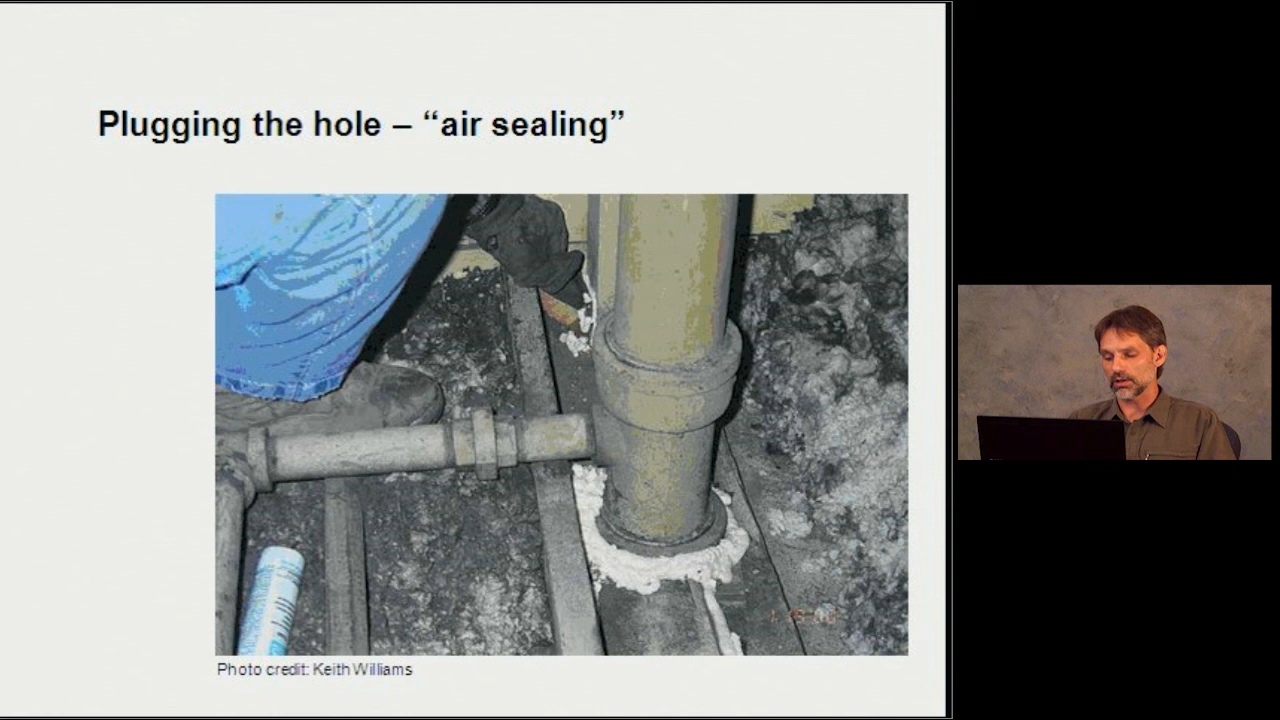 Plugging the hole – “air sealing”
Photo credit: Keith Williams